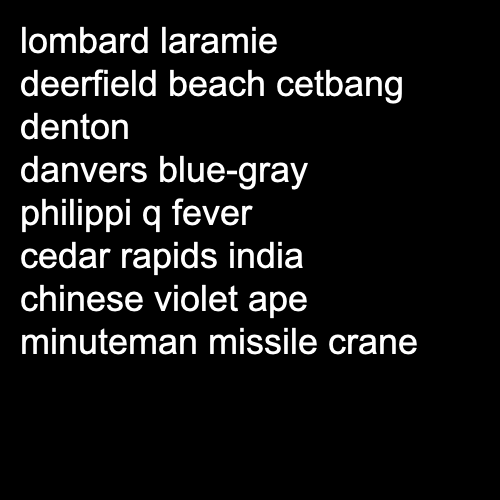 lombard laramie
deerfield beach cetbang
denton
danvers blue-gray
philippi q fever
cedar rapids india
chinese violet ape
minuteman missile crane